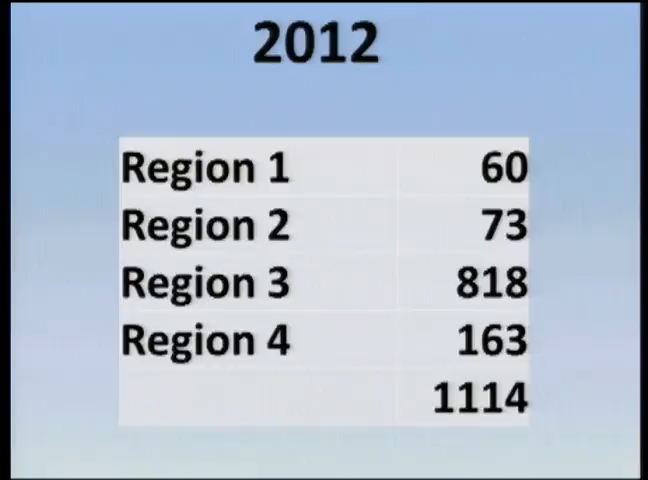 2012
Region 1 60
Region 2 73
Region 3 818
Region 4 163
1114